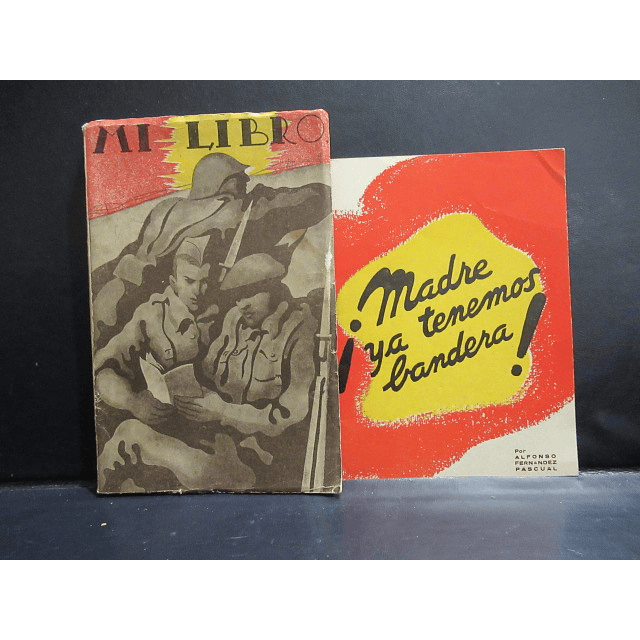 MI LIBRO
¡Madre
ya tenemos
bandera!
Por
ALFONSO
FERNANDEZ
PASCUAL